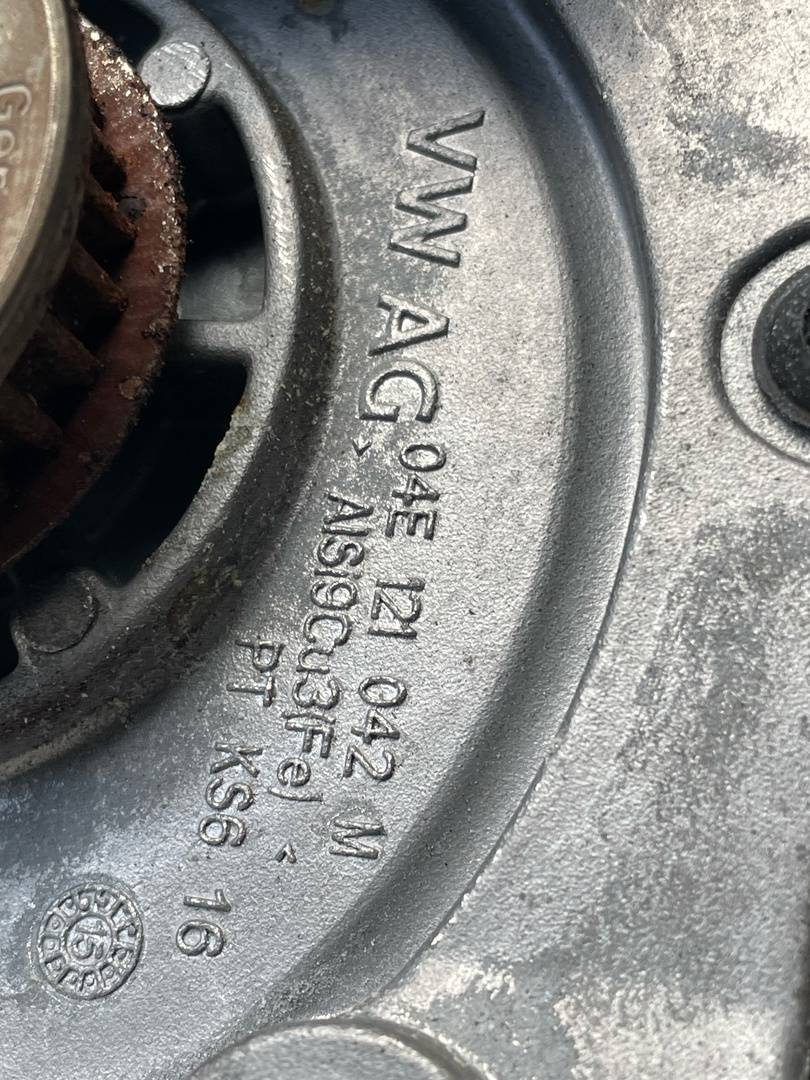 VW AG
04E 121 042 M
>AlSi9Cu3(Fe)<
PT KS6 16
15